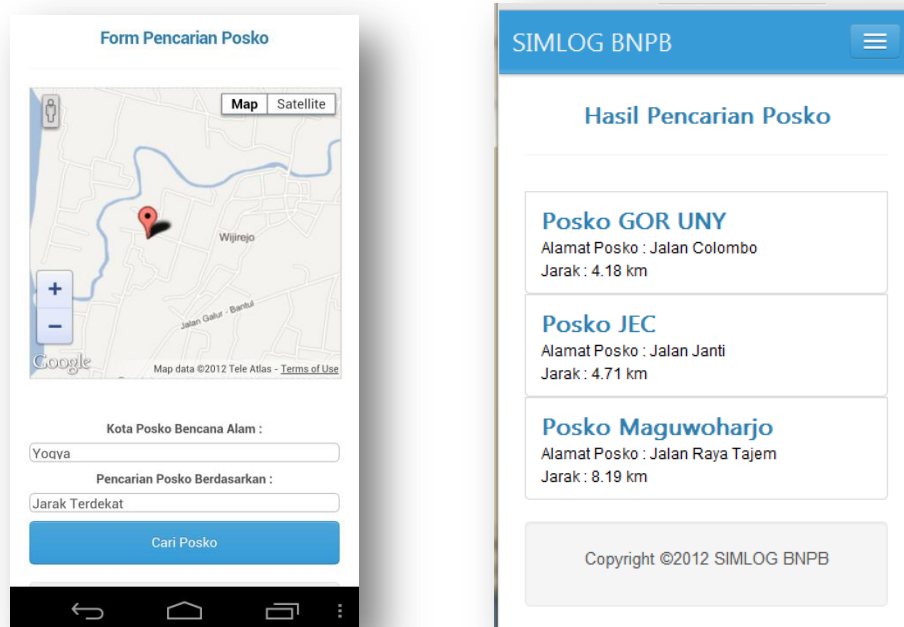 Form Pencarian Posko
Map
Satellite
Wijirejo
Jalan Galur - Bantul
+
−
Google
Map data ©2012 Tele Atlas - Terms of Use
Kota Posko Bencana Alam :
Yogya
Pencarian Posko Berdasarkan :
Jarak Terdekat
Cari Posko
SIMLOG BNPB
Hasil Pencarian Posko
Posko GOR UNY
Alamat Posko : Jalan Colombo
Jarak : 4.18 km
Posko JEC
Alamat Posko : Jalan Janti
Jarak : 4.71 km
Posko Maguwoharjo
Alamat Posko : Jalan Raya Tajem
Jarak : 8.19 km
Copyright ©2012 SIMLOG BNPB